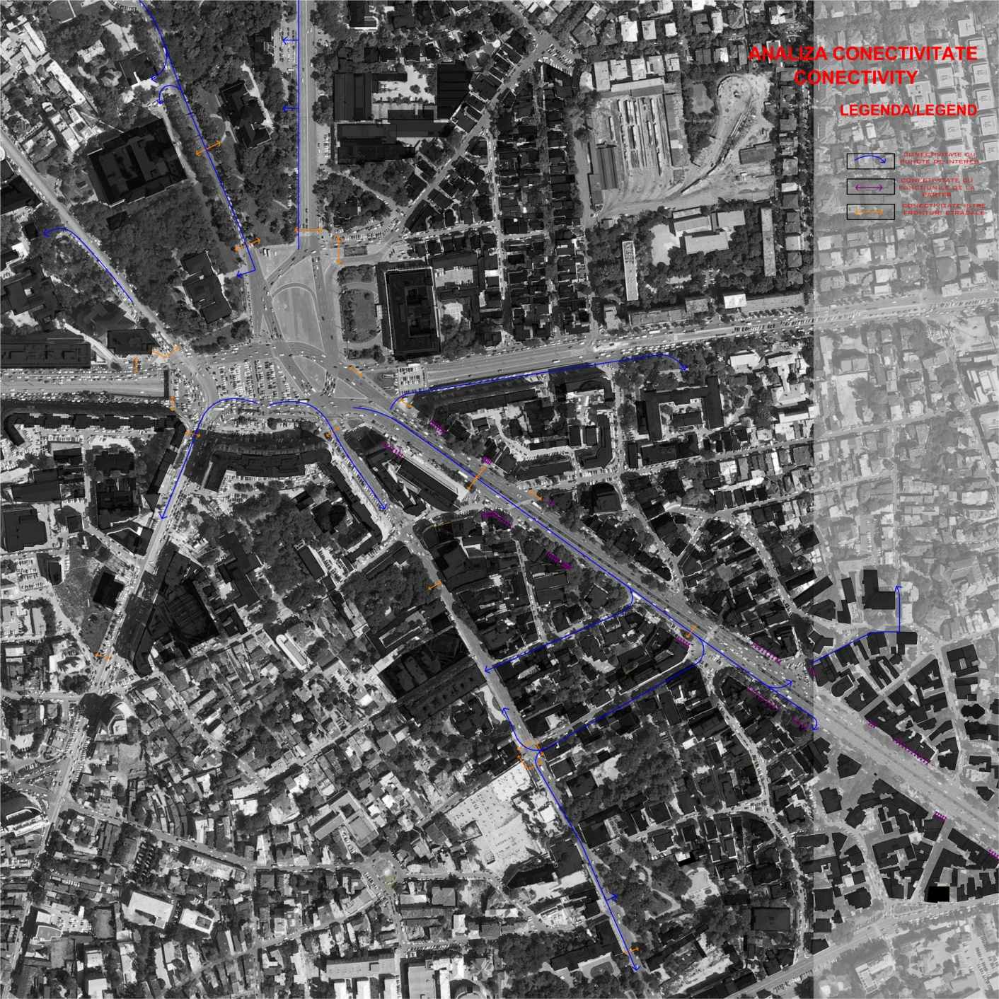 ANALIZA CONECTIVITATE
CONECTIVITY
LEGENDA/LEGEND
CONECTIVITATE CU
PUNCTE DE INTERES
CONECTIVITATE CU
FUNCTIUNILE DE LA
PARTER
CONECTIVITATE INTRE
FRONTURI STRADALE